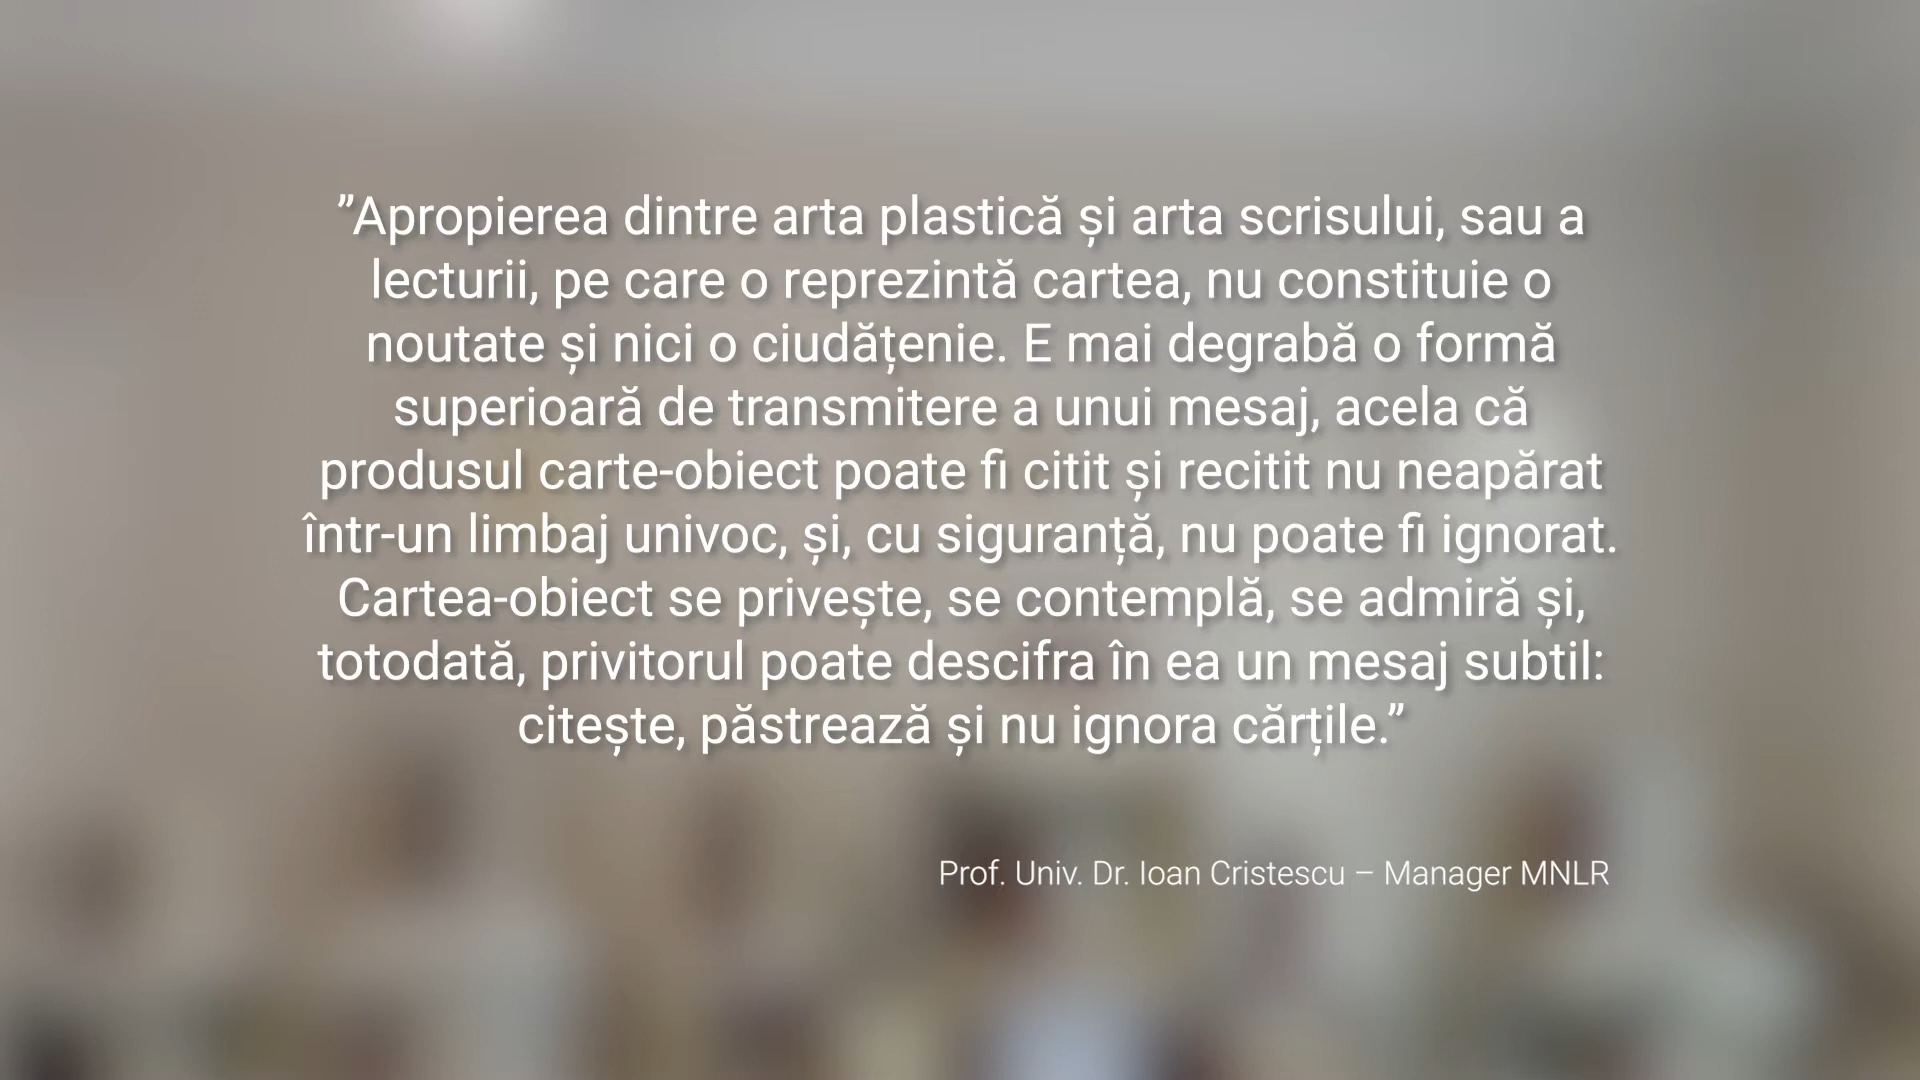 ”Apropierea dintre arta plastică și arta scrisului, sau a
lecturii, pe care o reprezintă cartea, nu constituie o
noutate și nici o ciudățenie. E mai degrabă o formă
superioară de transmitere a unui mesaj, acela că
produsul carte-obiect poate fi citit și recitit nu neapărat
într-un limbaj univoc, și, cu siguranță, nu poate fi ignorat.
Cartea-obiect se privește, se contemplă, se admiră și,
totodată, privitorul poate descifra în ea un mesaj subtil:
citește, păstrează și nu ignora cărțile.”
Prof. Univ. Dr. Ioan Cristescu – Manager MNLR